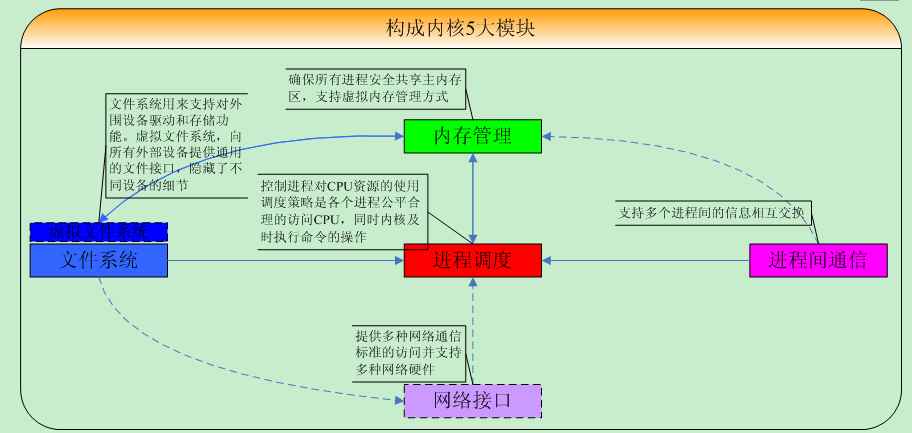 构成内核5大模块
确保所有进程安全共享主内存
区，支持虚拟内存管理方式
文件系统用来支持对外
围设备驱动和存储功
能。虚拟文件系统，向
所有外部设备提供通用
的文件接口，隐藏了不
同设备的细节
内存管理
控制进程对CPU资源的使用
调度策略是各个进程公平合
理的访问CPU，同时内核及
时执行命令的操作
支持多个进程间的信息相互交换
虚拟文件系统
文件系统
进程调度
进程间通信
提供多种网络通信
标准的访问并支持
多种网络硬件
网络接口